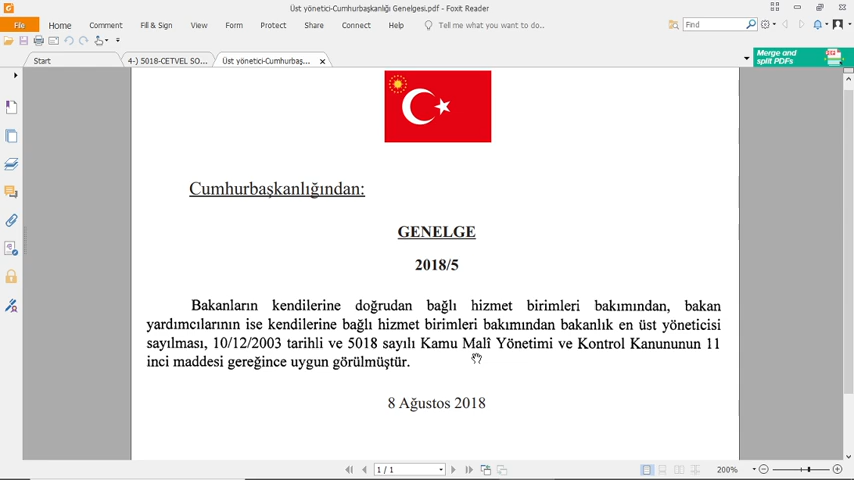 Üst yönetici-Cumhurbaşkanlığı Genelgesi.pdf - Foxit Reader
File Home Comment Fill & Sign View Form Protect Share Connect Help Tell me what you want to do.. Find
Start 4-) 5018-CETVEL SO... Üst yönetici-Cumhurbaş... Merge and
split PDFs
Cumhurbaşkanlığından:
GENELGE
2018/5
Bakanların kendilerine doğrudan bağlı hizmet birimleri bakımından, bakan
yardımcılarının ise kendilerine bağlı hizmet birimleri bakımından bakanlık en üst yöneticisi
sayılması, 10/12/2003 tarihli ve 5018 sayılı Kamu Malî Yönetimi ve Kontrol Kanununun 11
inci maddesi gereğince uygun görülmüştür.
8 Ağustos 2018
1 / 1 200%